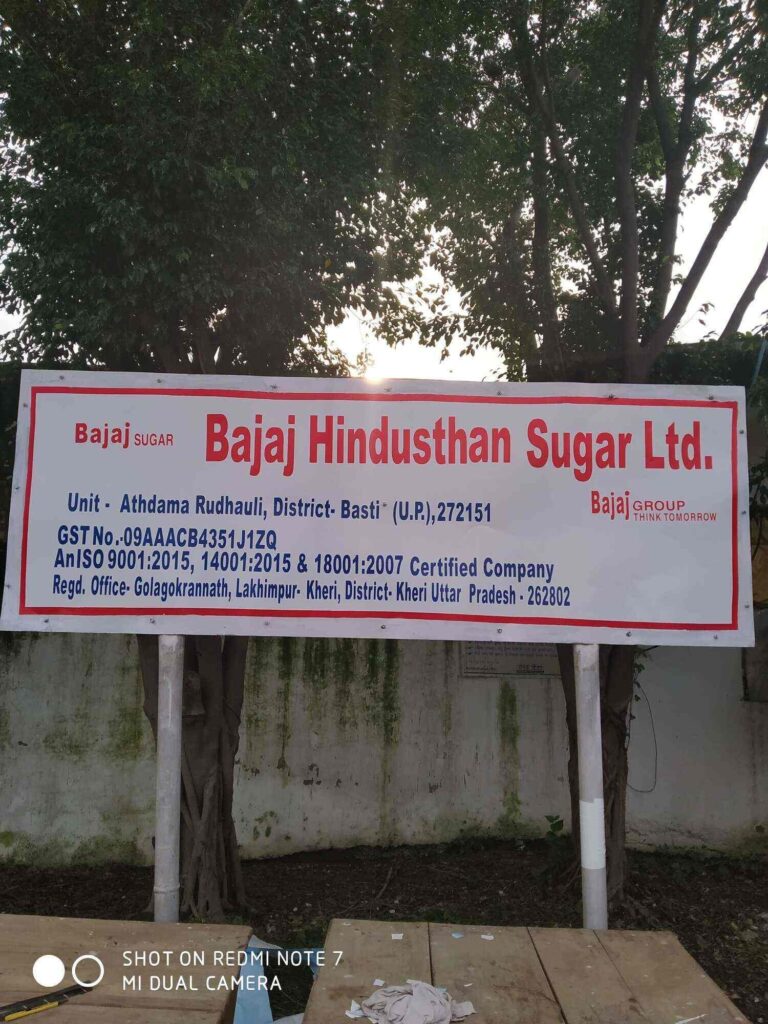 Bajaj SUGAR
Bajaj Hindusthan Sugar Ltd.
Unit - Athdama Rudhauli, District- Basti (U.P.),272151
Bajaj GROUP
THINK TOMORROW
GST No.-09AAACB4351J1ZQ
AnISO 9001:2015, 14001:2015 & 18001:2007 Certified Company
Regd. Office- Golagokrannath, Lakhimpur- Kheri, District- Kheri Uttar Pradesh - 262802
SHOT ON REDMI NOTE 7
MI DUAL CAMERA